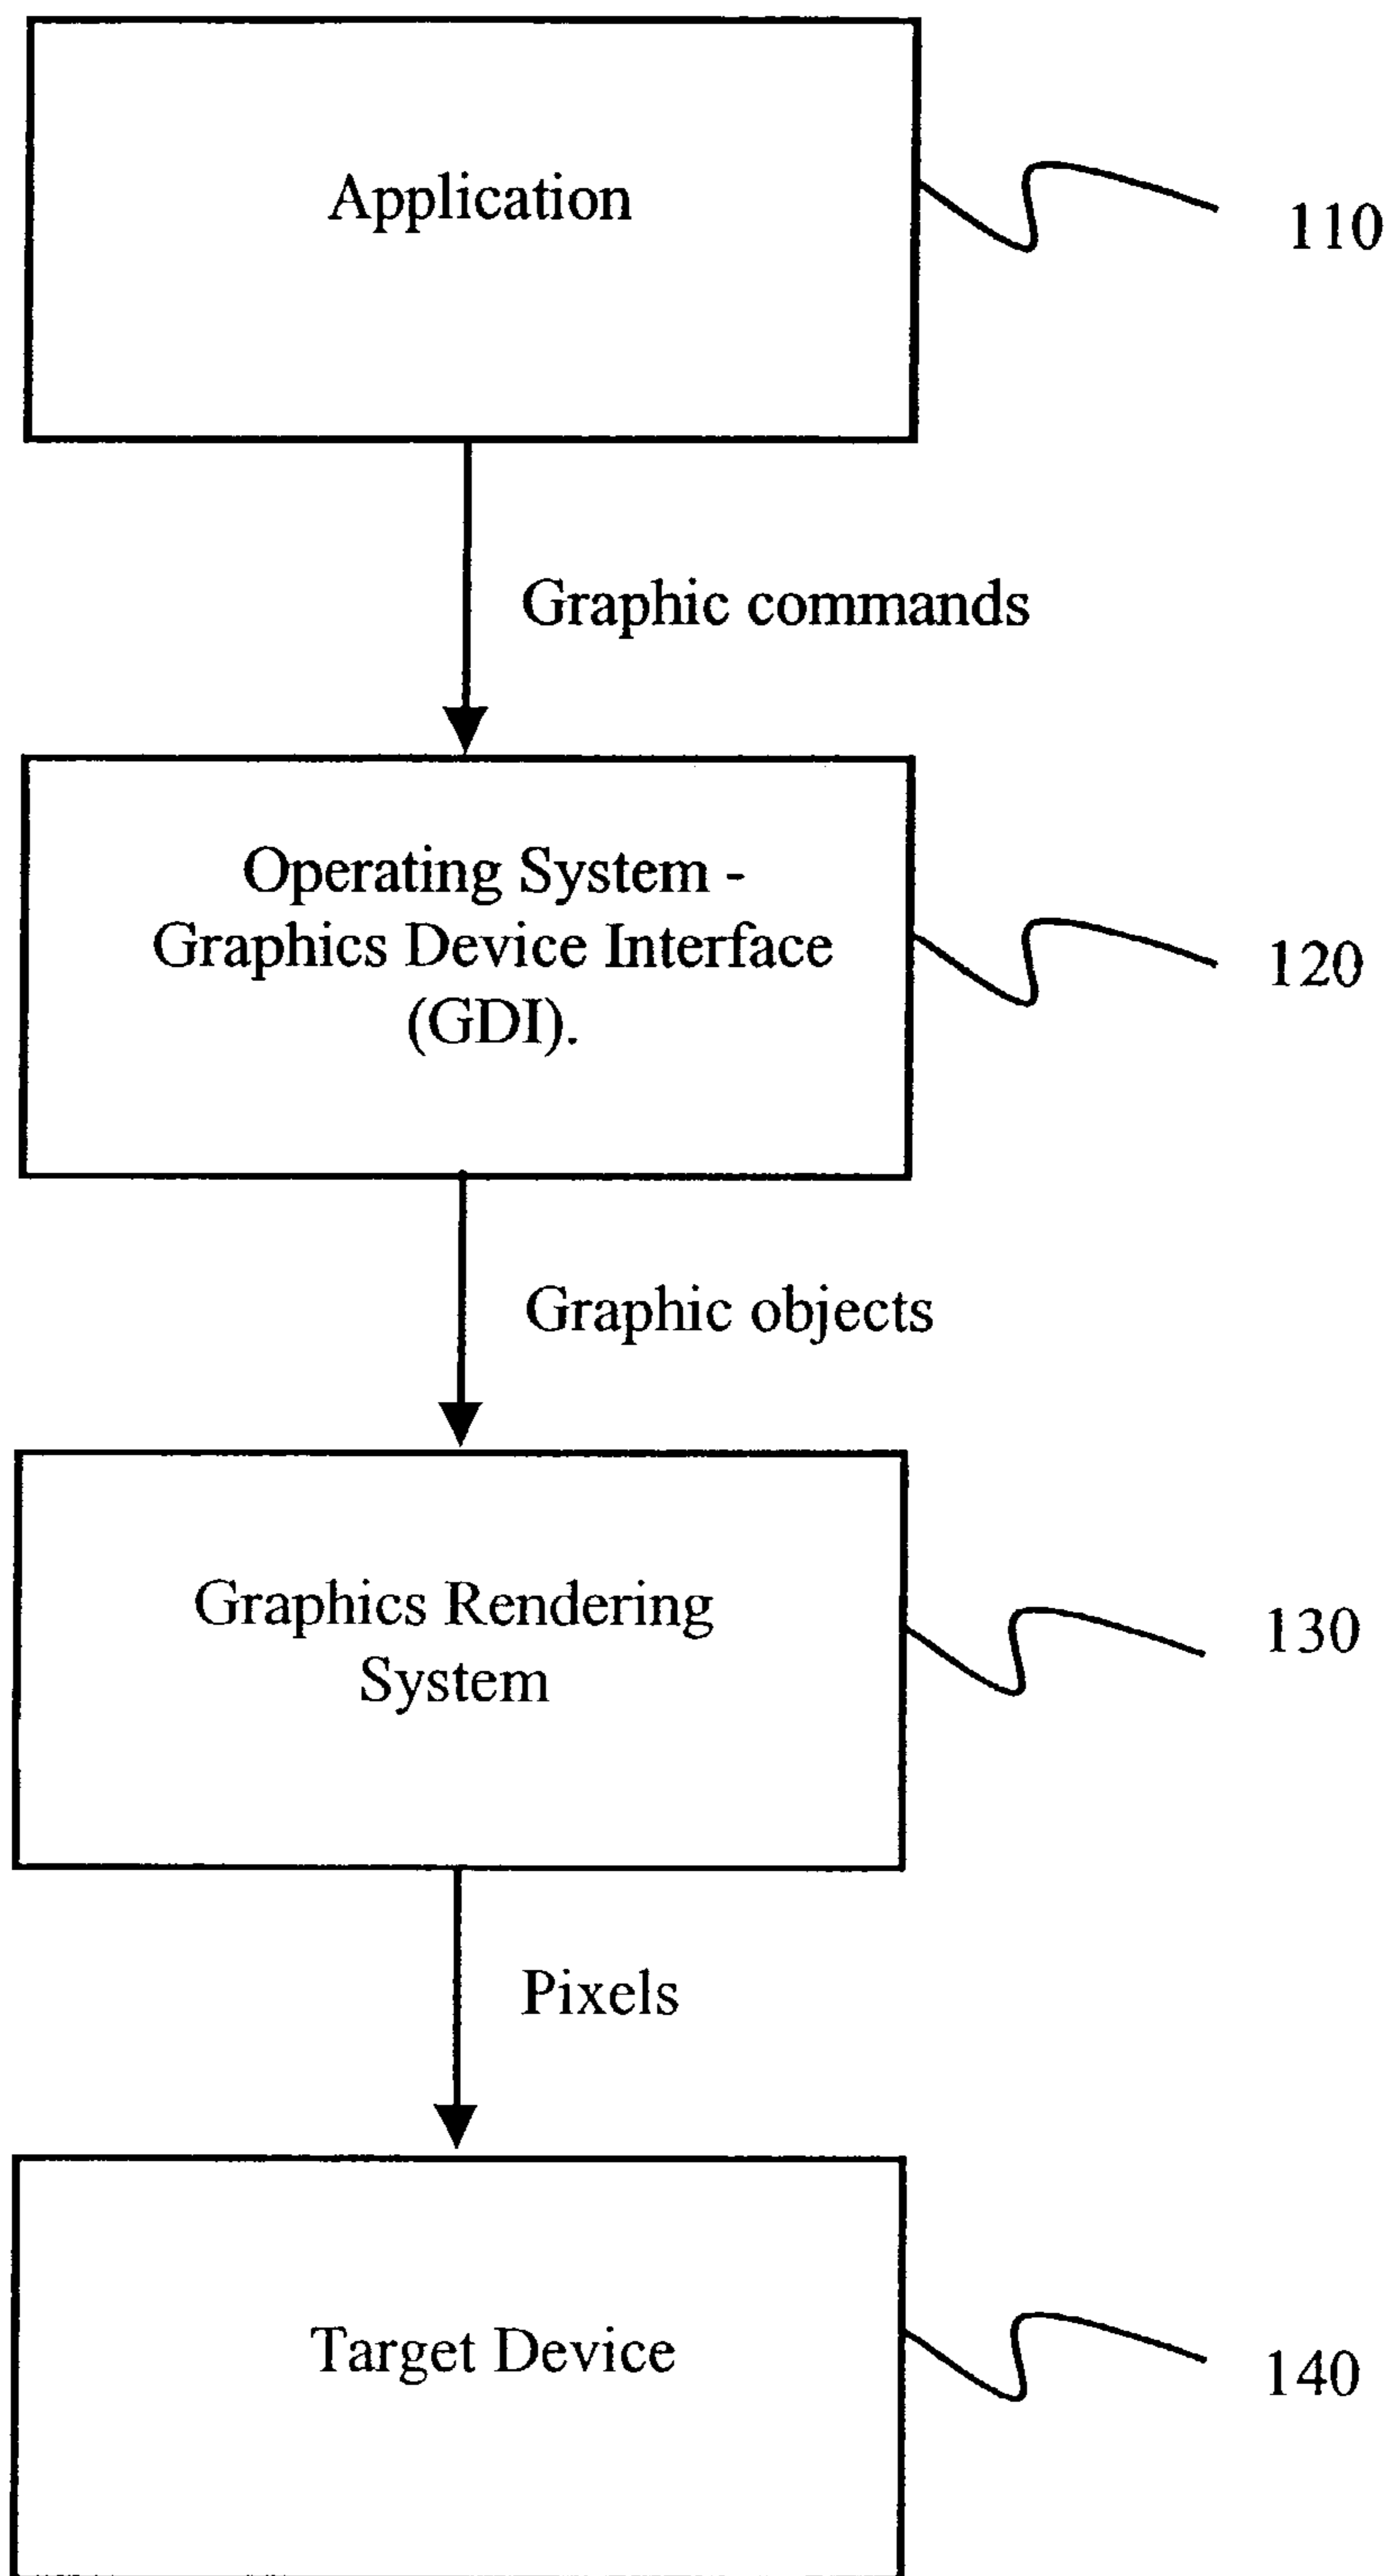 Application
110
Graphic commands
Operating System -
Graphics Device Interface
(GDI).
120
Graphic objects
Graphics Rendering
System
130
Pixels
Target Device
140